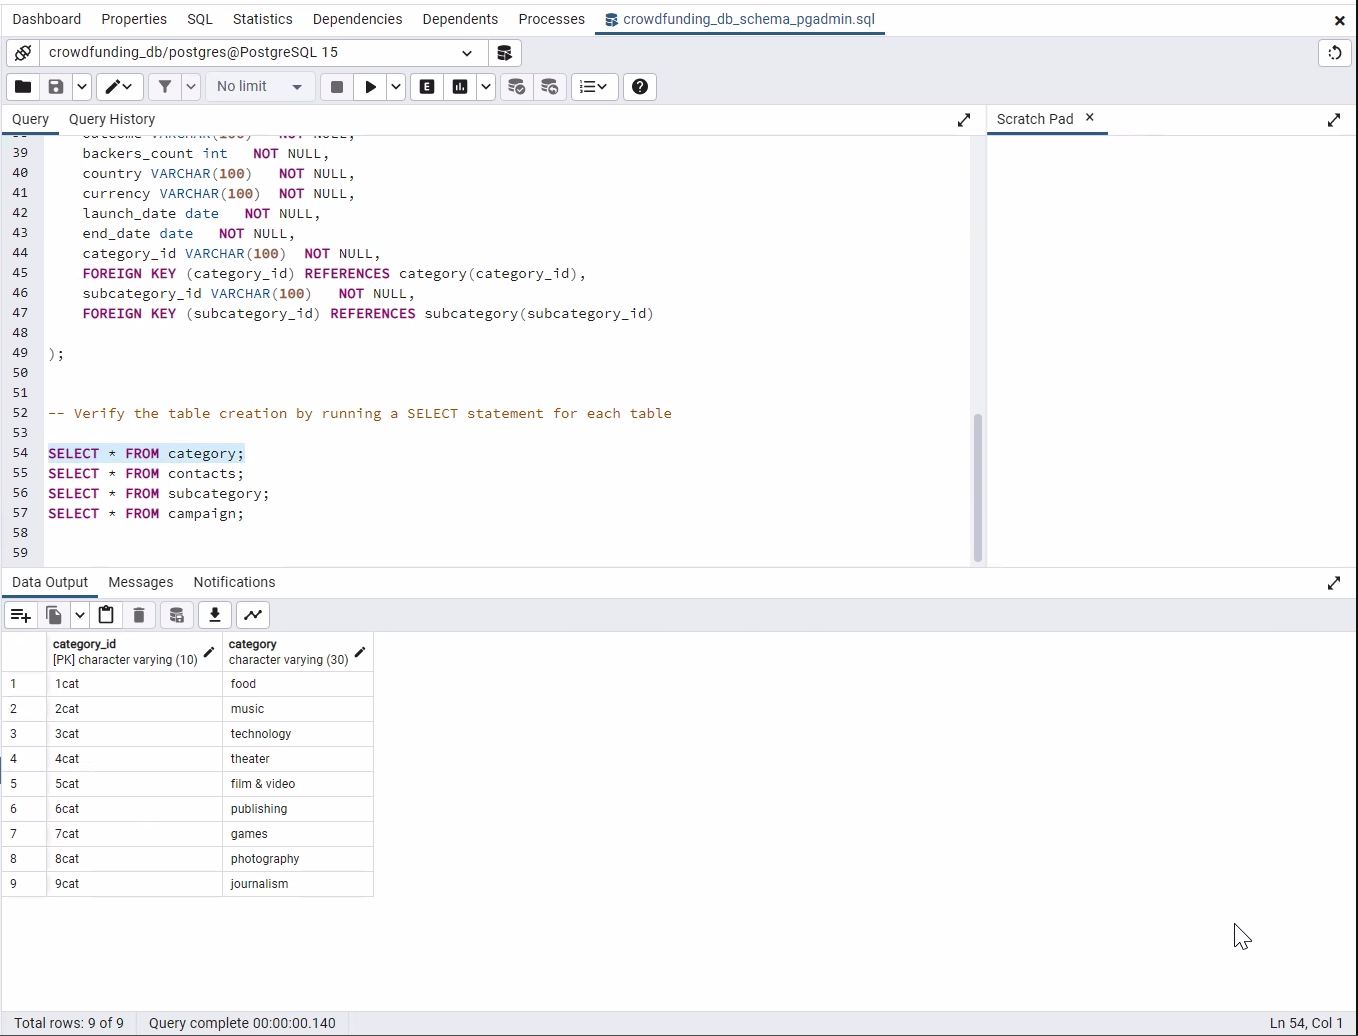 Dashboard Properties SQL Statistics Dependencies Dependents Processes crowdfunding_db_schema_pgadmin.sql
crowdfunding_db/postgres@PostgreSQL 15
No limit
Query Query History Scratch Pad
39 backers_count int NOT NULL,
40 country VARCHAR(100) NOT NULL,
41 currency VARCHAR(100) NOT NULL,
42 launch_date date NOT NULL,
43 end_date date NOT NULL,
44 category_id VARCHAR(100) NOT NULL,
45 FOREIGN KEY (category_id) REFERENCES category(category_id),
46 subcategory_id VARCHAR(100) NOT NULL,
47 FOREIGN KEY (subcategory_id) REFERENCES subcategory(subcategory_id)
48
49 );
50
51
52 -- Verify the table creation by running a SELECT statement for each table
53
54 SELECT * FROM category;
55 SELECT * FROM contacts;
56 SELECT * FROM subcategory;
57 SELECT * FROM campaign;
58
59
Data Output Messages Notifications
category_id category
[PK] character varying (10) character varying (30)
1 1cat food
2 2cat music
3 3cat technology
4 4cat theater
5 5cat film & video
6 6cat publishing
7 7cat games
8 8cat photography
9 9cat journalism
Total rows: 9 of 9 Query complete 00:00:00.140 Ln 54, Col 1